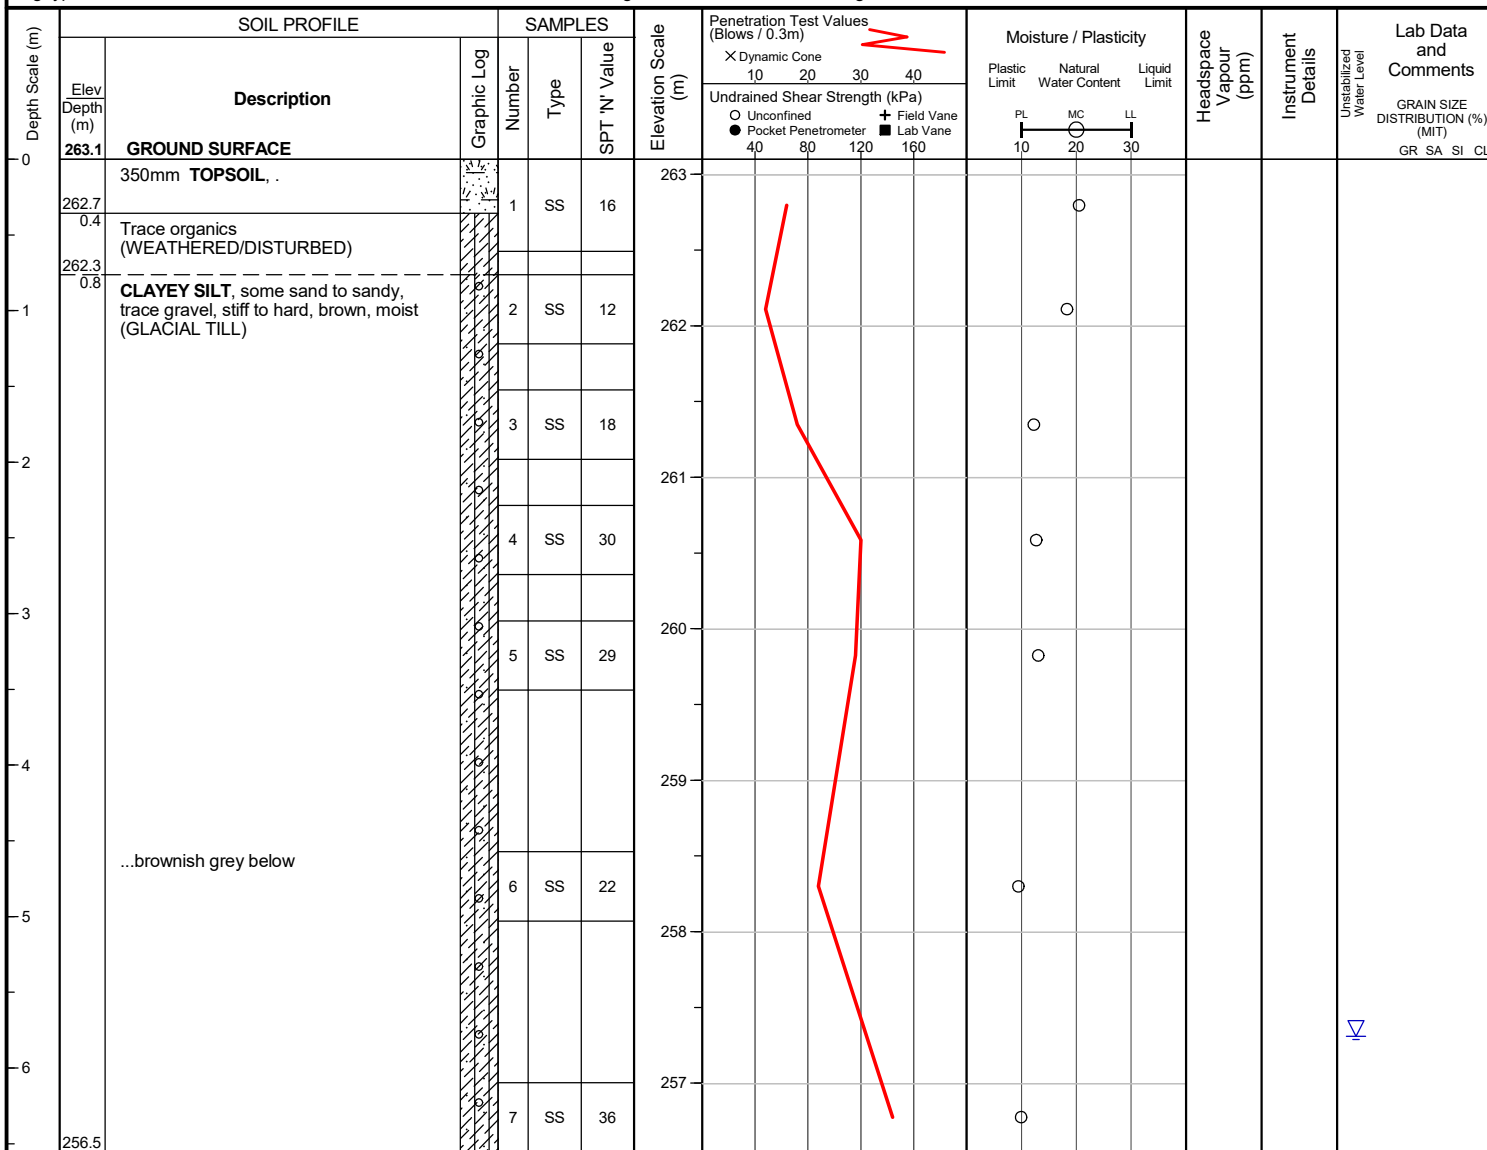 SOIL PROFILE
SAMPLES
Depth Scale (m)
Elev
Depth
(m)
Description
Graphic Log
Number
Type
SPT 'N' Value
Elevation Scale
(m)
Penetration Test Values
(Blows / 0.3m)
Dynamic Cone
10 20 30 40
Undrained Shear Strength (kPa)
Unconfined
Field Vane
Pocket Penetrometer
Lab Vane
40 80 120 160
Moisture / Plasticity
Plastic
Limit
Natural
Water Content
Liquid
Limit
PL MC LL
10 20 30
Headspace
Vapour
(ppm)
Instrument
Details
Unstabilized
Water Level
Lab Data
and
Comments
GRAIN SIZE
DISTRIBUTION (%)
(MIT)
GR SA SI CL
263.1 GROUND SURFACE
0
350mm TOPSOIL, .
263
262.7
0.4
1 SS 16
Trace organics
(WEATHERED/DISTURBED)
262.3
0.8
CLAYEY SILT, some sand to sandy,
trace gravel, stiff to hard, brown, moist
(GLACIAL TILL)
1
2 SS 12
262
3 SS 18
2
261
4 SS 30
3
260
5 SS 29
4
259
...brownish grey below
6 SS 22
5
258
6
257
7 SS 36
256.5